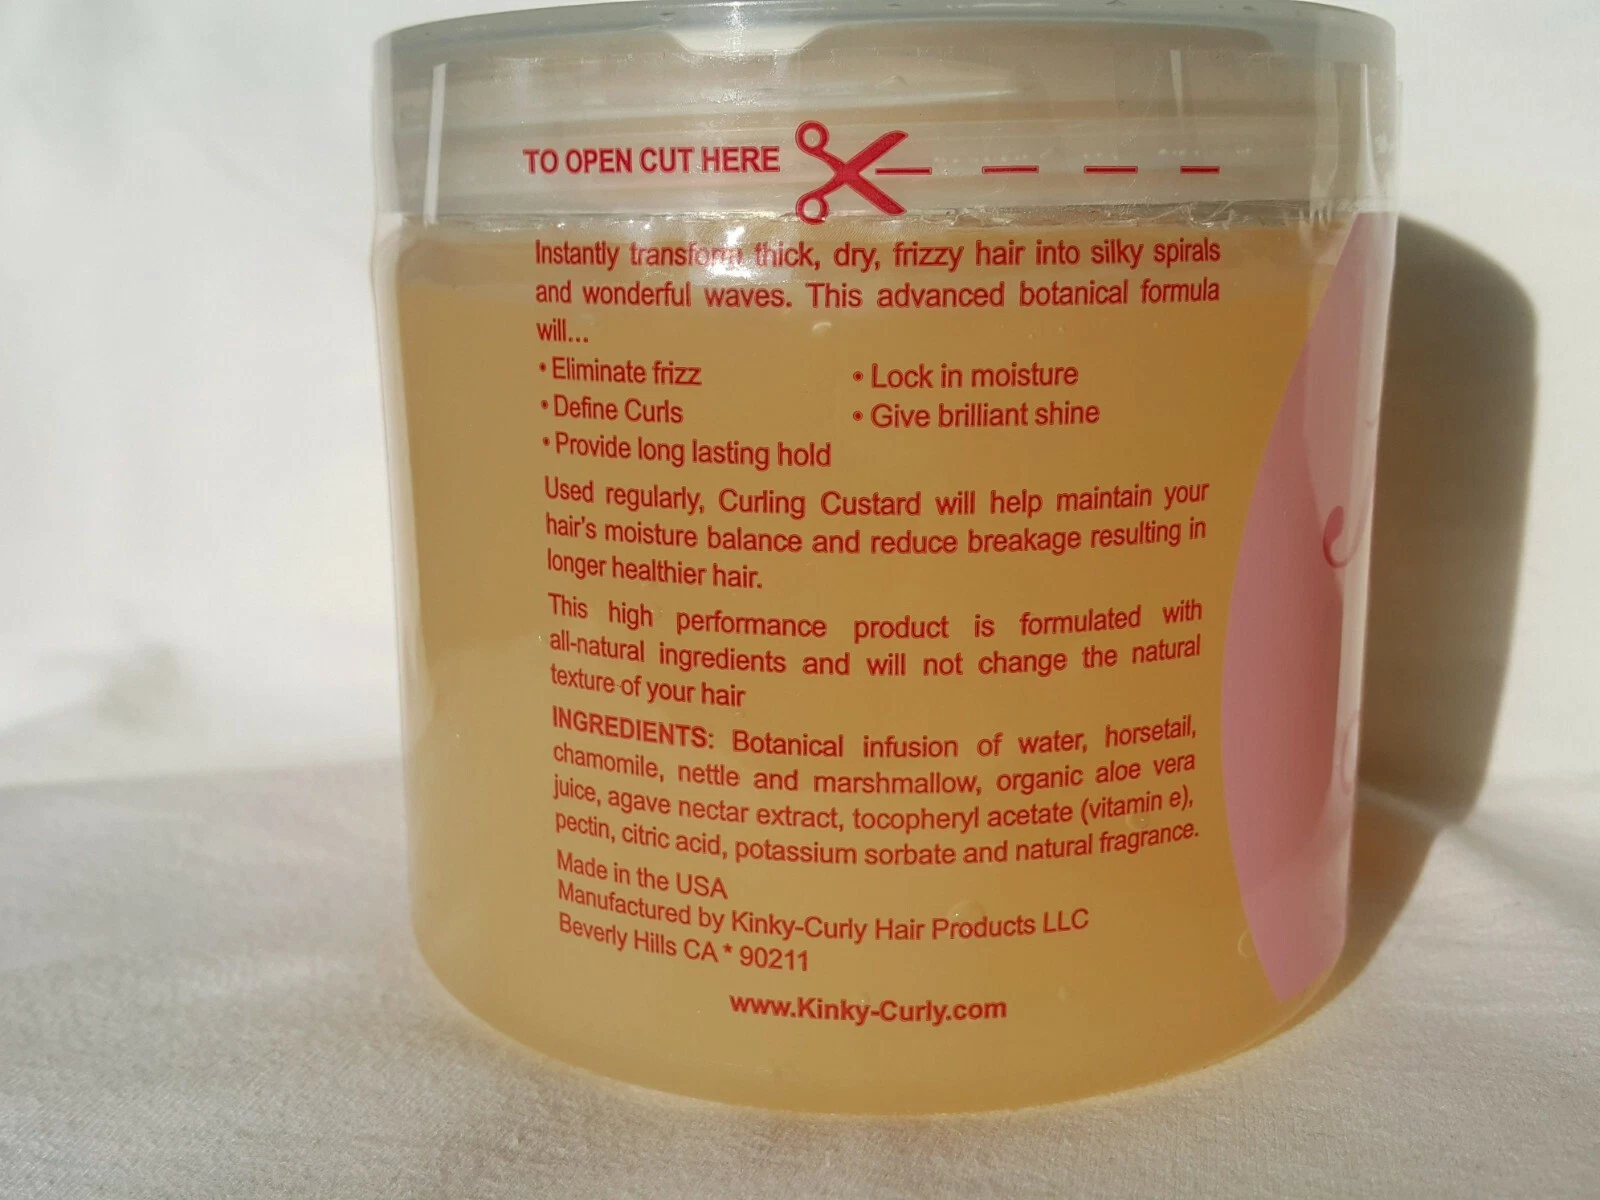 TO OPEN CUT HERE
Instantly transform thick, dry, frizzy hair into silky spirals
and wonderful waves. This advanced botanical formula
will...
• Eliminate frizz • Lock in moisture
• Define Curls • Give brilliant shine
• Provide long lasting hold
Used regularly, Curling Custard will help maintain your
hair's moisture balance and reduce breakage resulting in
longer healthier hair.
This high performance product is formulated with
all-natural ingredients and will not change the natural
texture of your hair
INGREDIENTS: Botanical infusion of water, horsetail,
chamomile, nettle and marshmallow, organic aloe vera
juice, agave nectar extract, tocopheryl acetate (vitamin e),
pectin, citric acid, potassium sorbate and natural fragrance.
Made in the USA
Manufactured by Kinky-Curly Hair Products LLC
Beverly Hills CA * 90211
www.Kinky-Curly.com